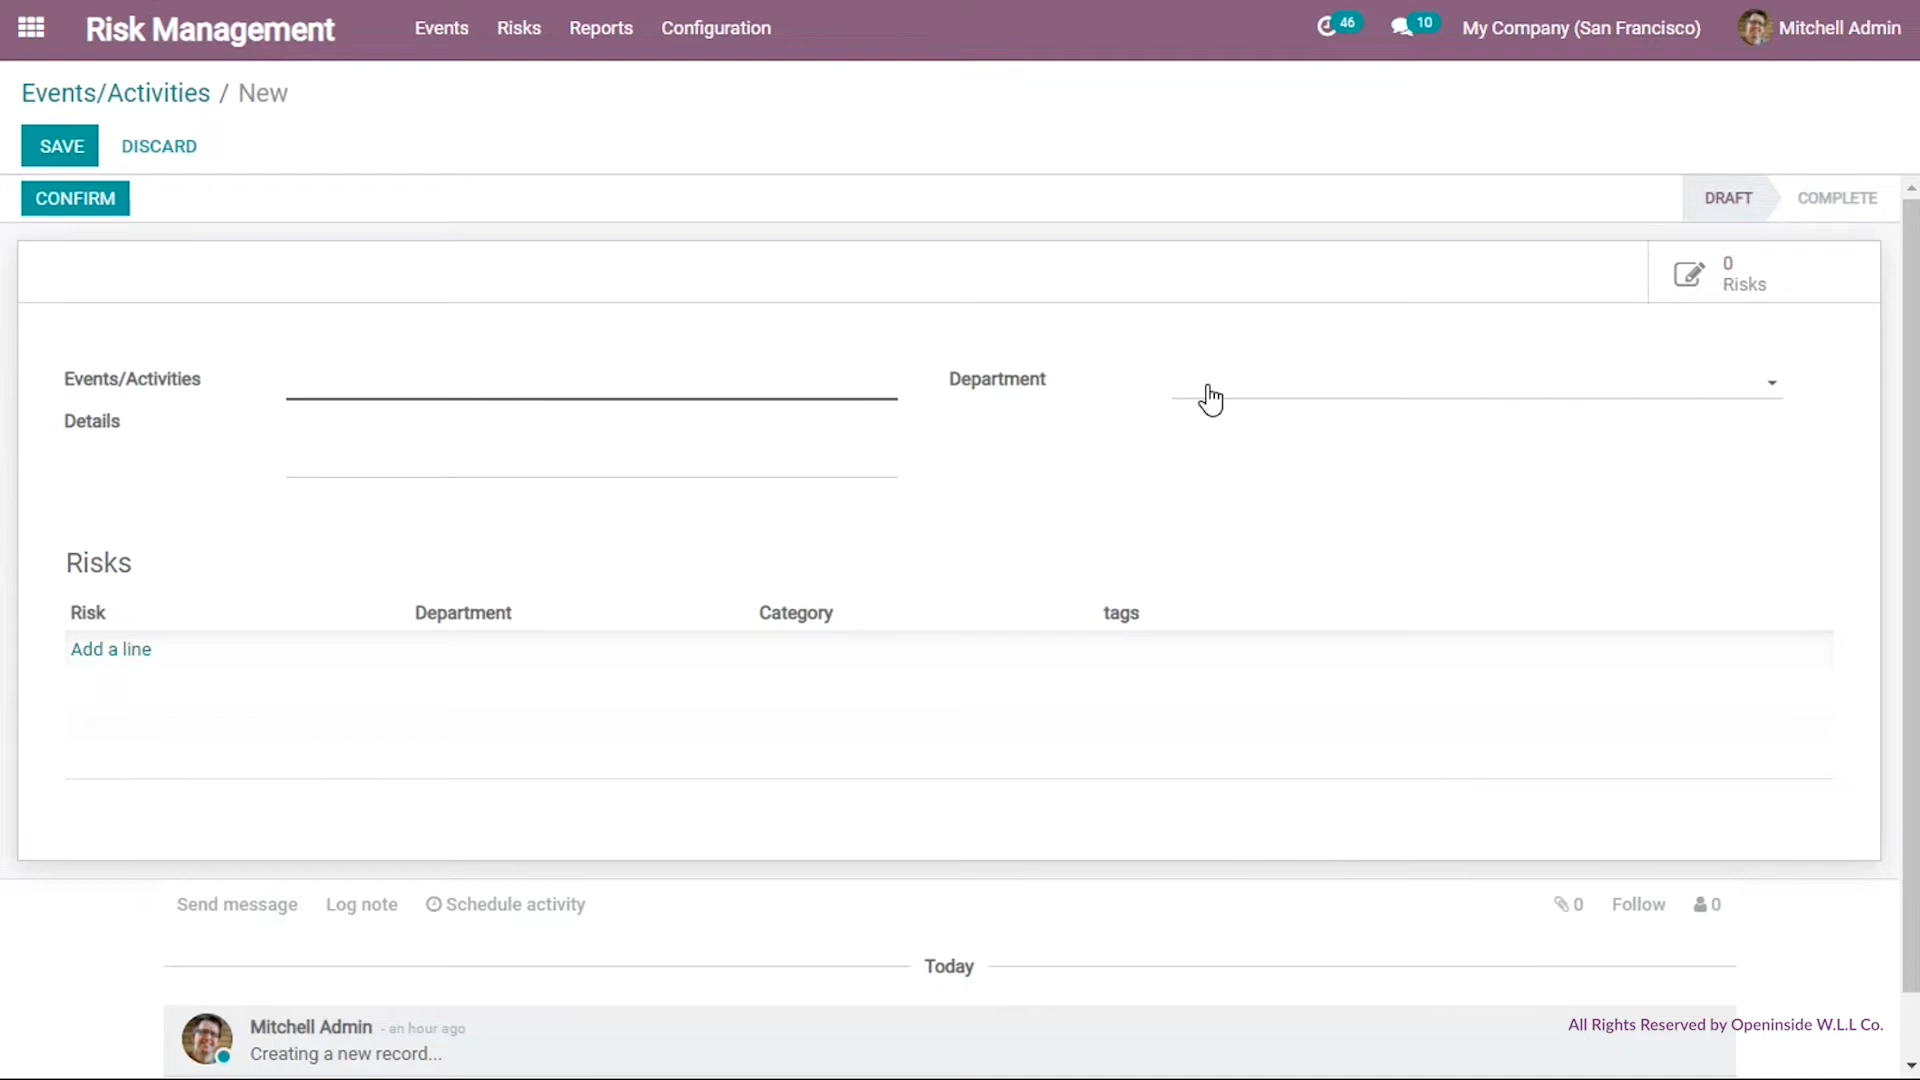 Risk Management Events Risks Reports Configuration 46 10 My Company (San Francisco) Mitchell Admin
Events/Activities / New
SAVE DISCARD
CONFIRM DRAFT COMPLETE
0
Risks
Events/Activities Department
Details
Risks
Risk Department Category tags
Add a line
Send message Log note Schedule activity 0 Follow 0
Today
Mitchell Admin - an hour ago
Creating a new record...
All Rights Reserved by Openinside W.L.L Co.